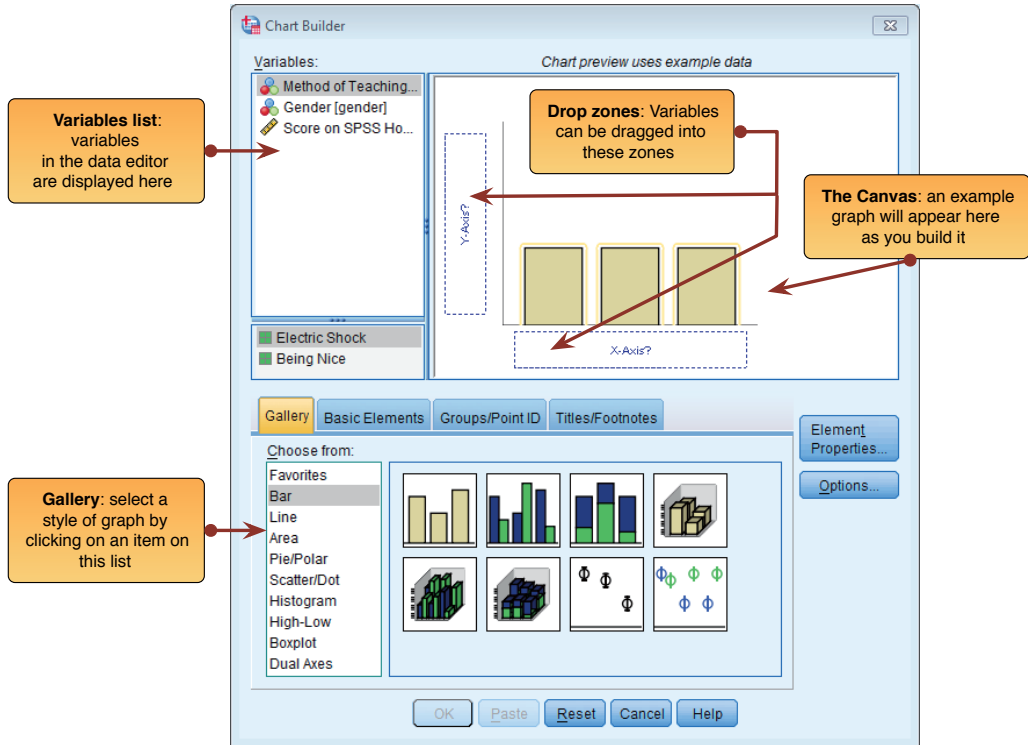 Chart Builder
Variables:
Chart preview uses example data
Method of Teaching...
Gender [gender]
Score on SPSS Ho...
Variables list:
variables
in the data editor
are displayed here
Drop zones: Variables
can be dragged into
these zones
The Canvas: an example
graph will appear here
as you build it
Y-Axis?
X-Axis?
Electric Shock
Being Nice
Gallery
Basic Elements
Groups/Point ID
Titles/Footnotes
Element
Properties...
Options...
Choose from:
Favorites
Bar
Line
Area
Pie/Polar
Scatter/Dot
Histogram
High-Low
Boxplot
Dual Axes
Gallery: select a
style of graph by
clicking on an item on
this list
OK
Paste
Reset
Cancel
Help